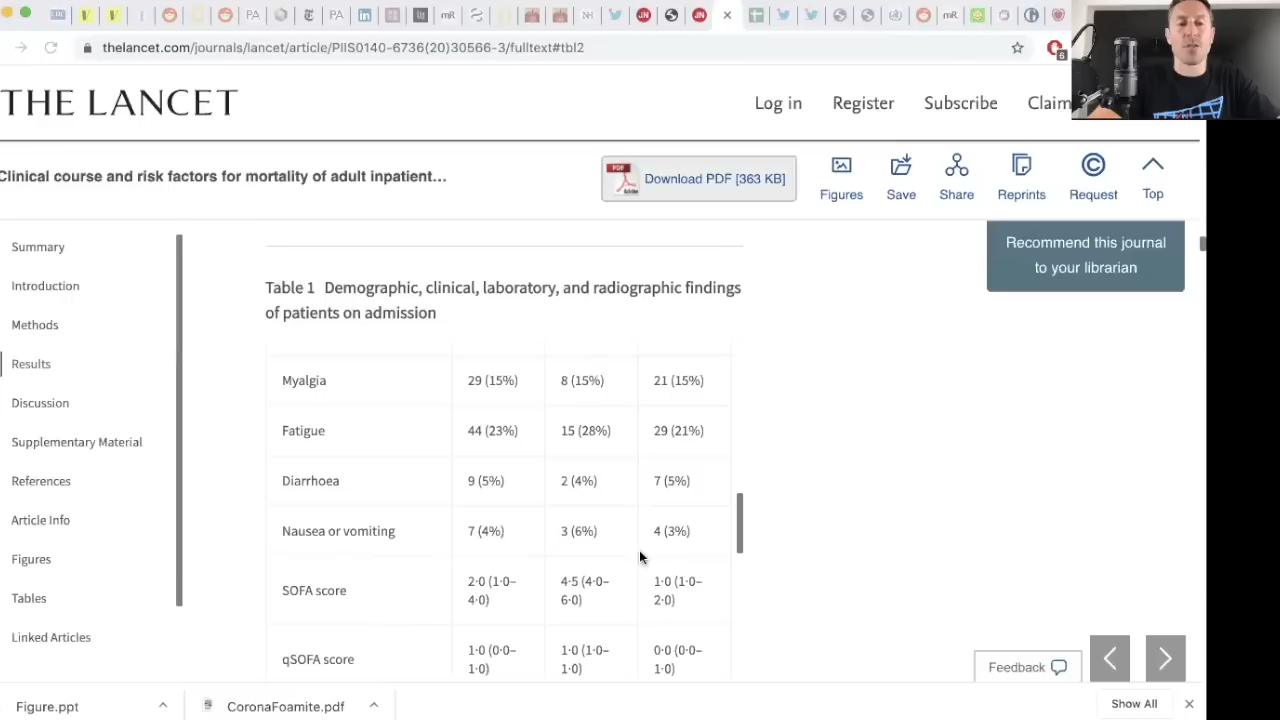 thelancet.com/journals/lancet/article/PIIS0140-6736(20)30566-3/fulltext#tbl2
6
THE LANCET
Log in
Register
Subscribe
Claim
Clinical course and risk factors for mortality of adult inpatient...
Download PDF [363 KB]
Figures
Save
Share
Reprints
Request
Top
Summary
Introduction
Methods
Results
Discussion
Supplementary Material
References
Article Info
Figures
Tables
Linked Articles
Recommend this journal
to your librarian
Table 1 Demographic, clinical, laboratory, and radiographic findings
of patients on admission
Myalgia 29 (15%) 8 (15%) 21 (15%)
Fatigue 44 (23%) 15 (28%) 29 (21%)
Diarrhoea 9 (5%) 2 (4%) 7 (5%)
Nausea or vomiting 7 (4%) 3 (6%) 4 (3%)
SOFA score 2·0 (1·0–4·0) 4·5 (4·0–6·0) 1·0 (1·0–2·0)
qSOFA score 1·0 (0·0–1·0) 1·0 (1·0–1·0) 0·0 (0·0–1·0)
Feedback
Figure.ppt
CoronaFoamite.pdf
Show All